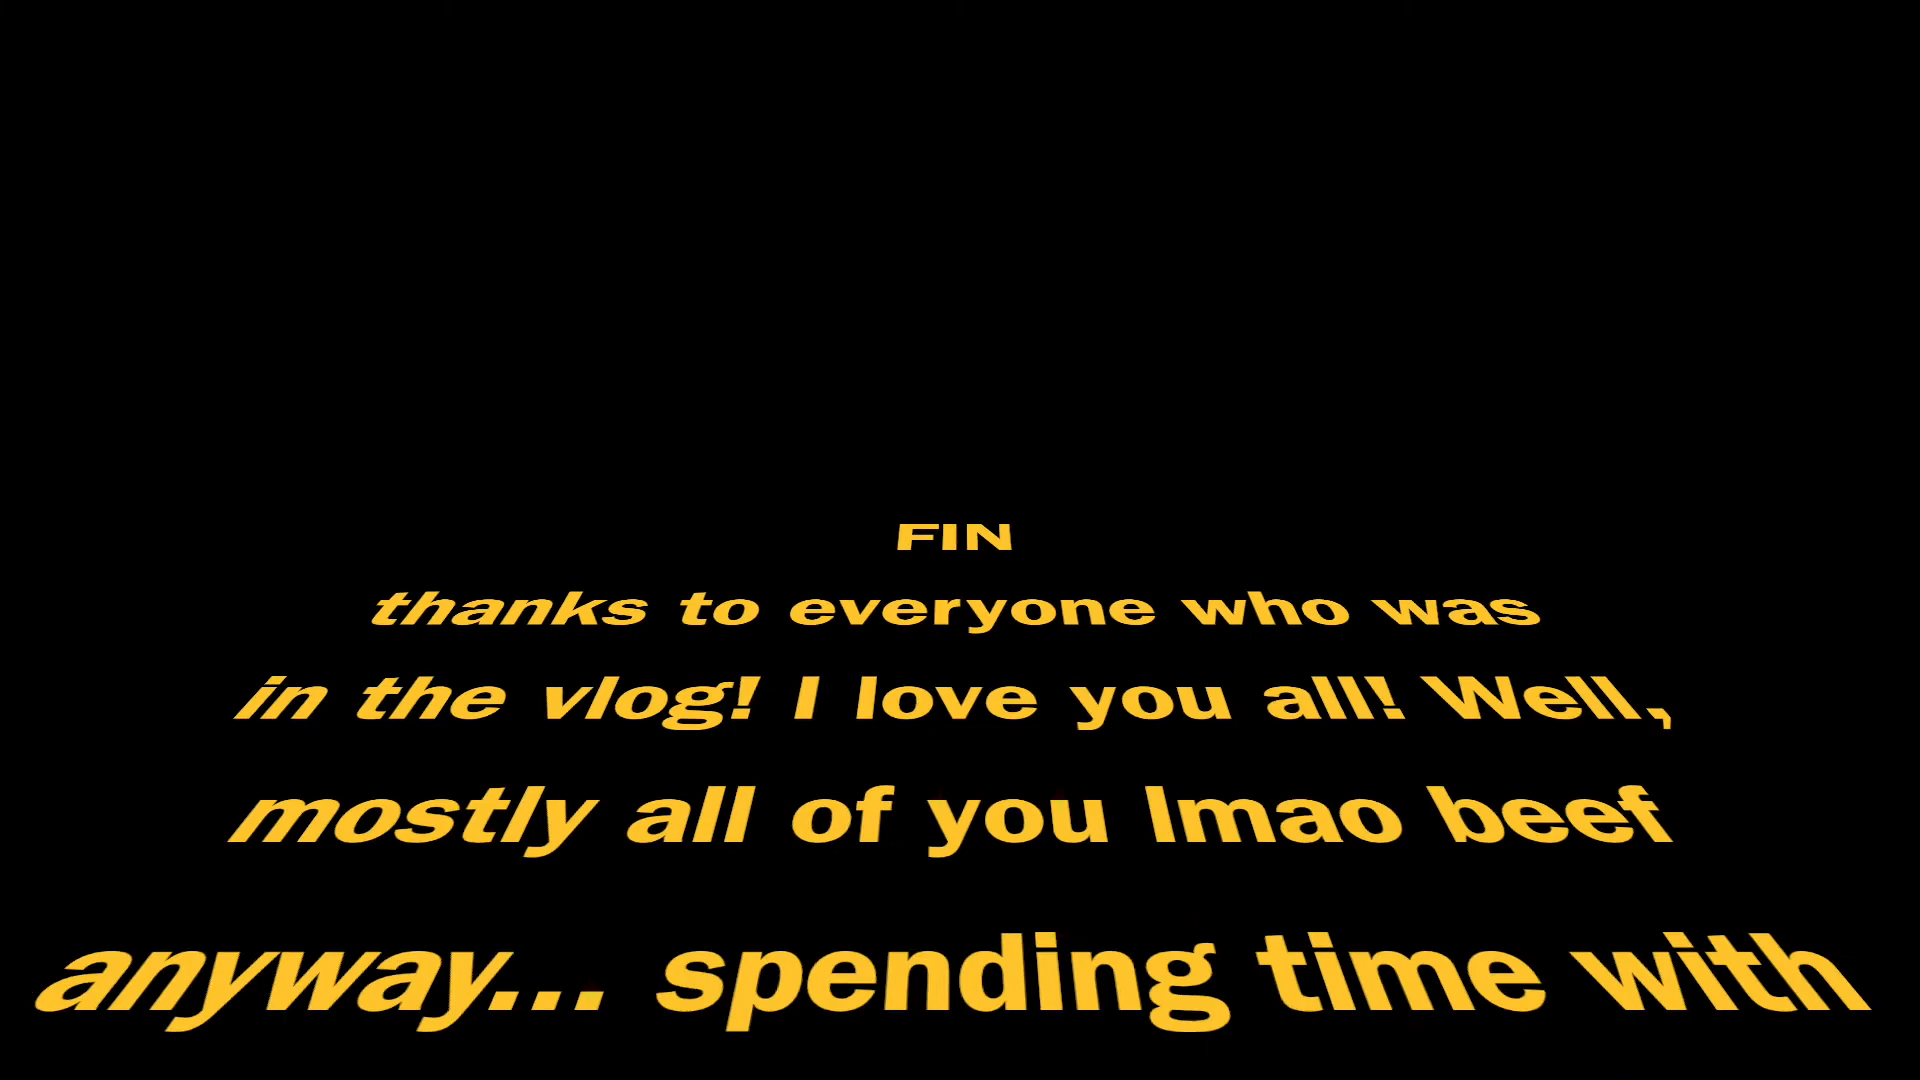 FIN
thanks to everyone who was
in the vlog! I love you all! Well,
mostly all of you lmao beef
anyway... spending time with